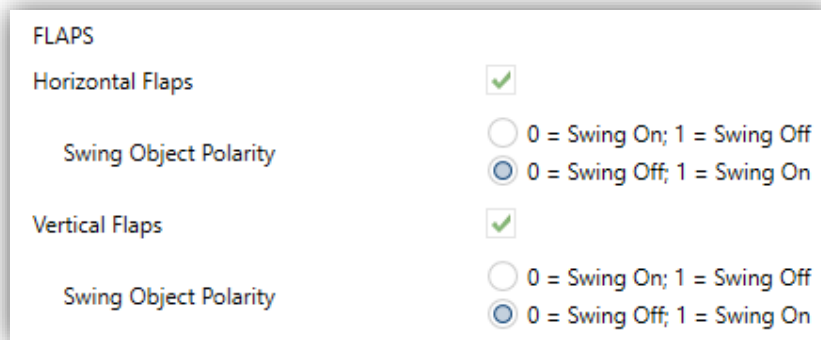 FLAPS
Horizontal Flaps
0 = Swing On; 1 = Swing Off
Swing Object Polarity
0 = Swing Off; 1 = Swing On
Vertical Flaps
0 = Swing On; 1 = Swing Off
Swing Object Polarity
0 = Swing Off; 1 = Swing On